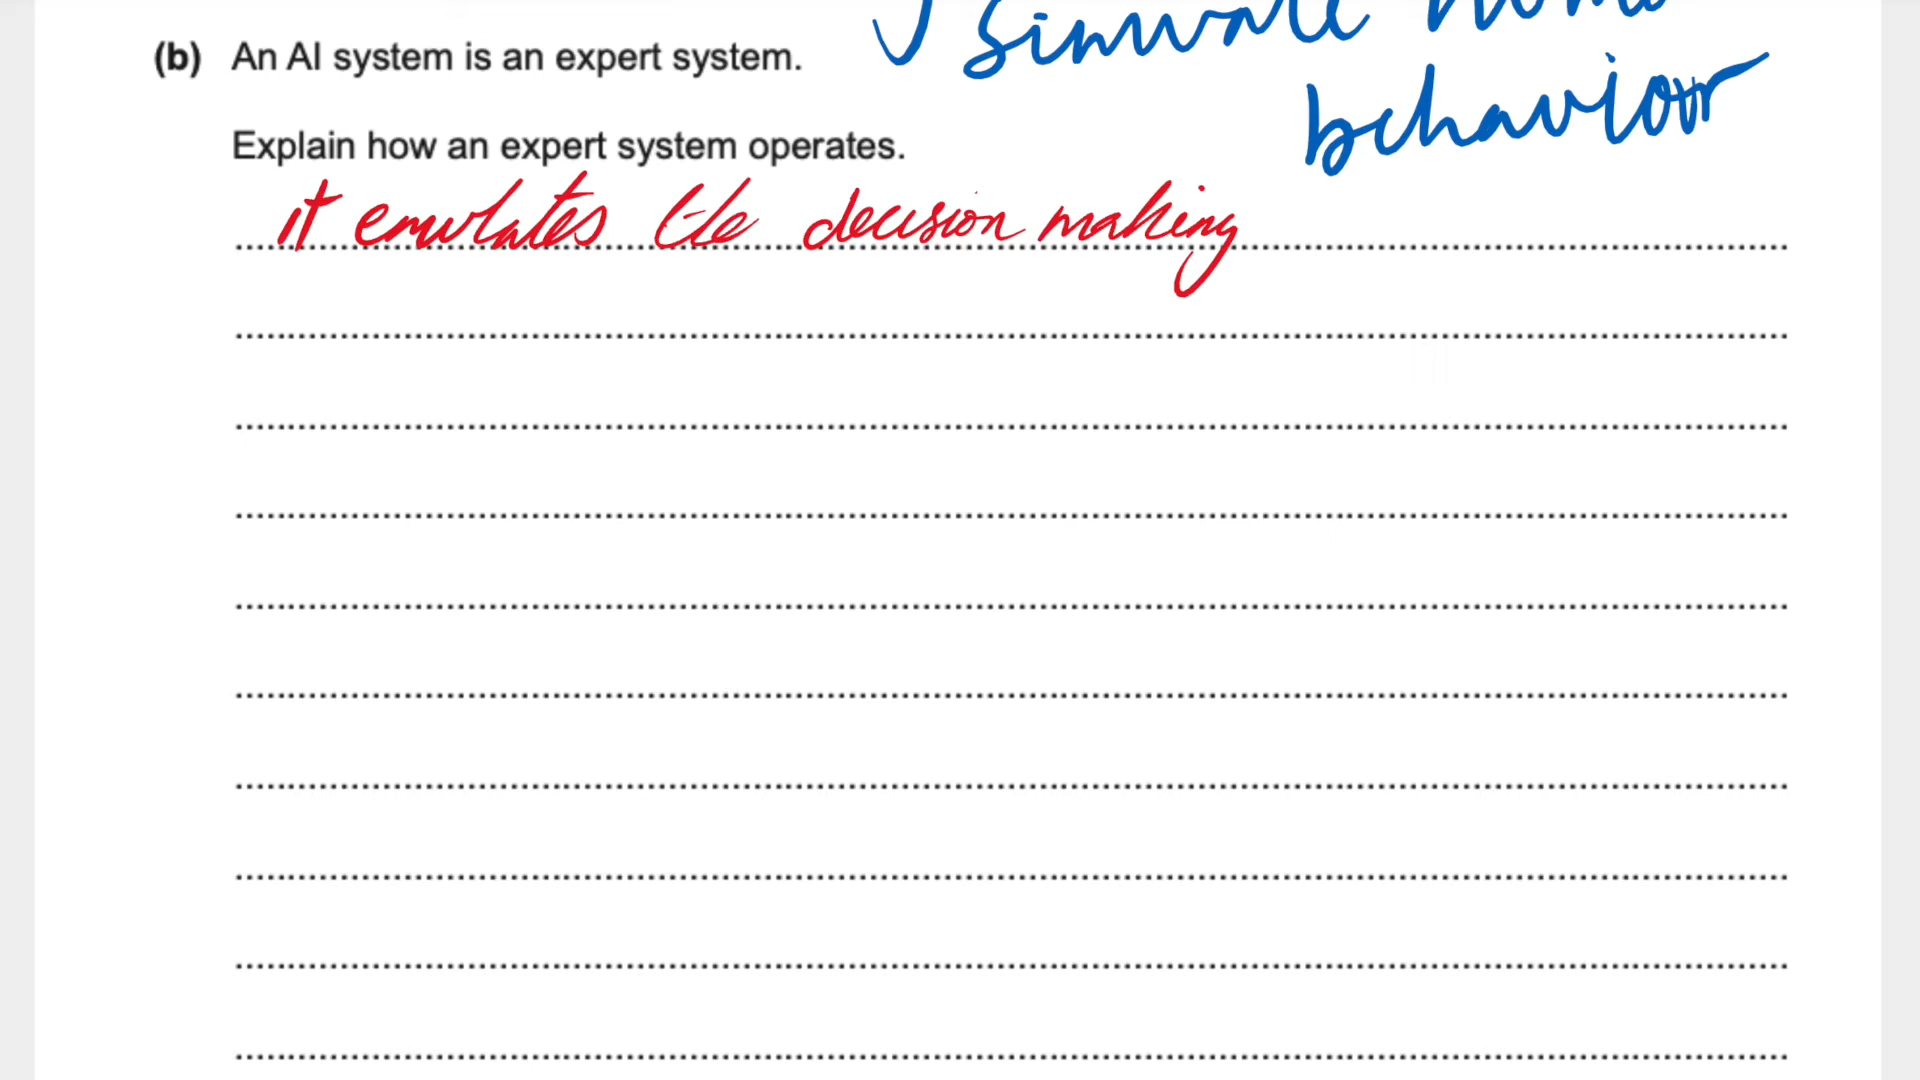 simulate
(b) An AI system is an expert system.
behaviour
Explain how an expert system operates.
it emulates the decision making